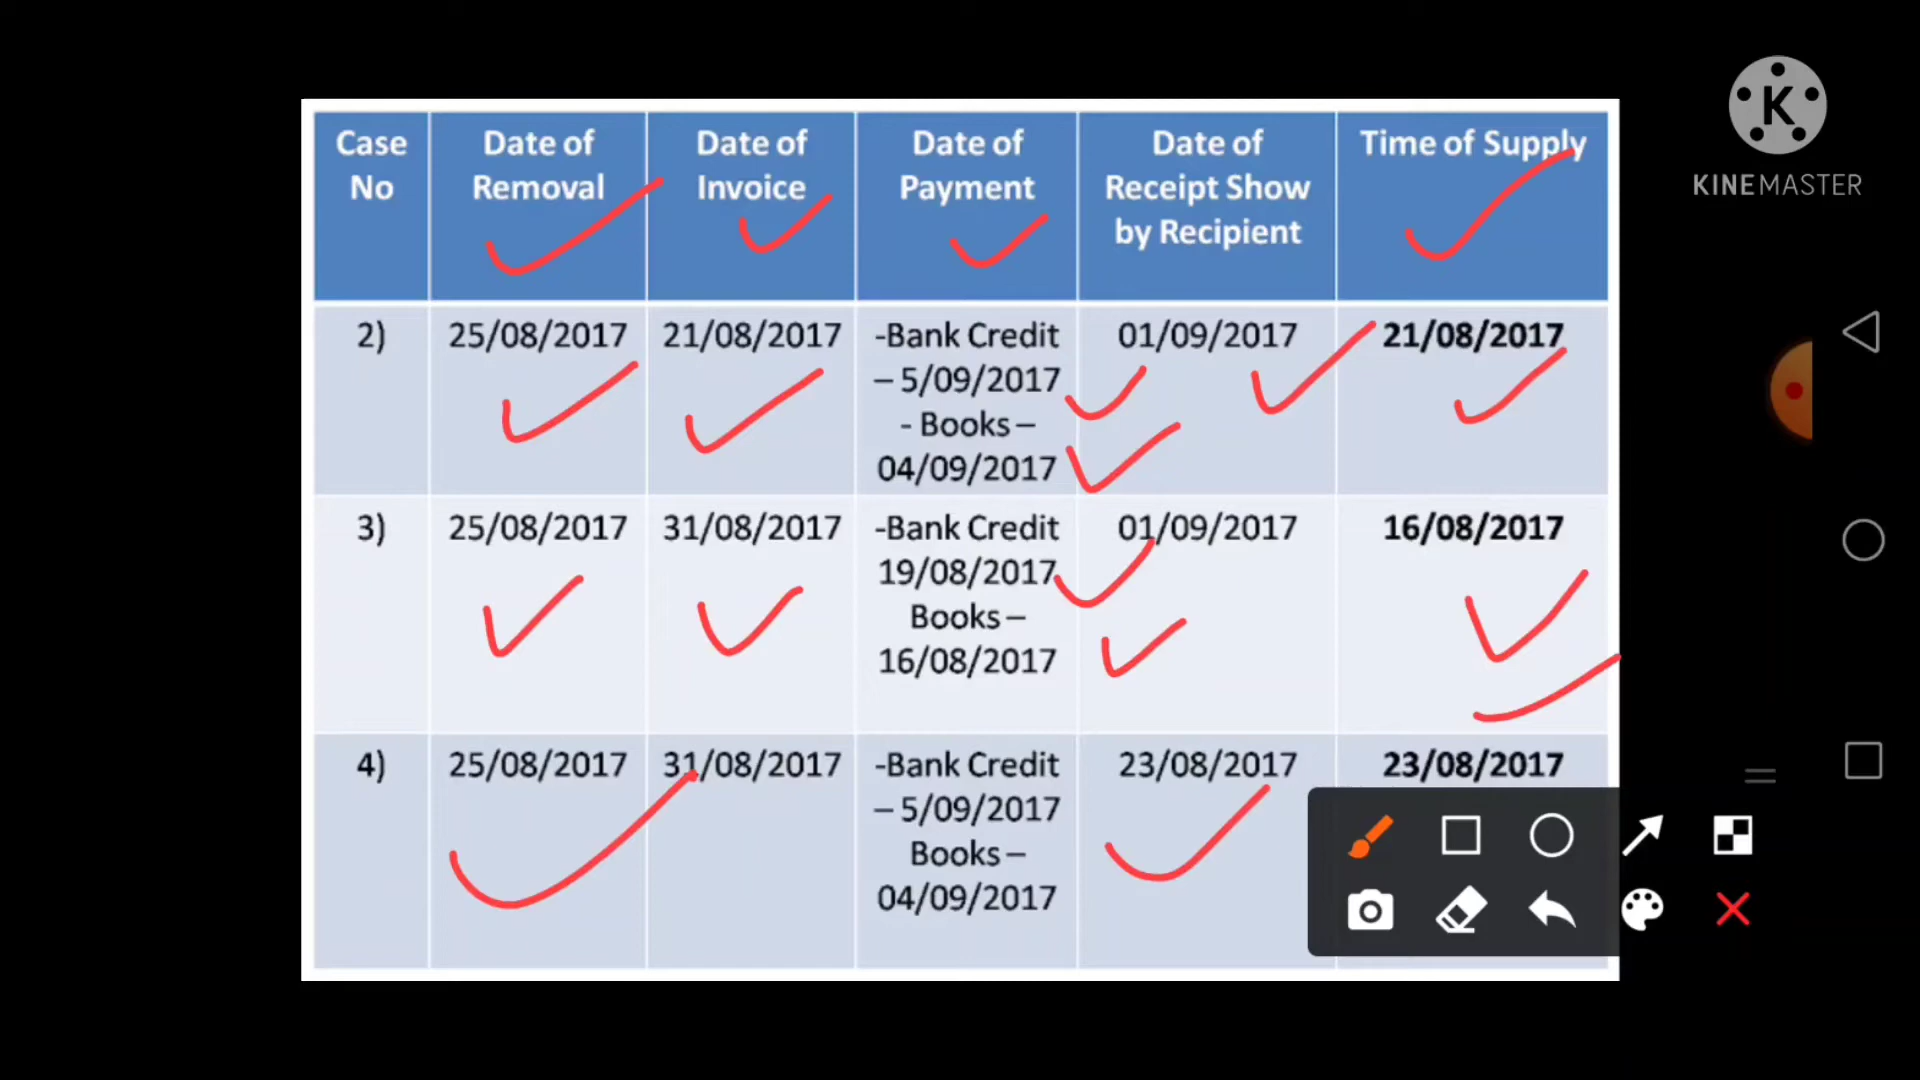 Case
No
Date of
Removal
Date of
Invoice
Date of
Payment
Date of
Receipt Show
by Recipient
Time of Supply
2)
25/08/2017
21/08/2017
-Bank Credit
– 5/09/2017
- Books –
04/09/2017
01/09/2017
21/08/2017
3)
25/08/2017
31/08/2017
-Bank Credit
19/08/2017
Books –
16/08/2017
01/09/2017
16/08/2017
4)
25/08/2017
31/08/2017
-Bank Credit
– 5/09/2017
Books –
04/09/2017
23/08/2017
23/08/2017
K
KINEMASTER